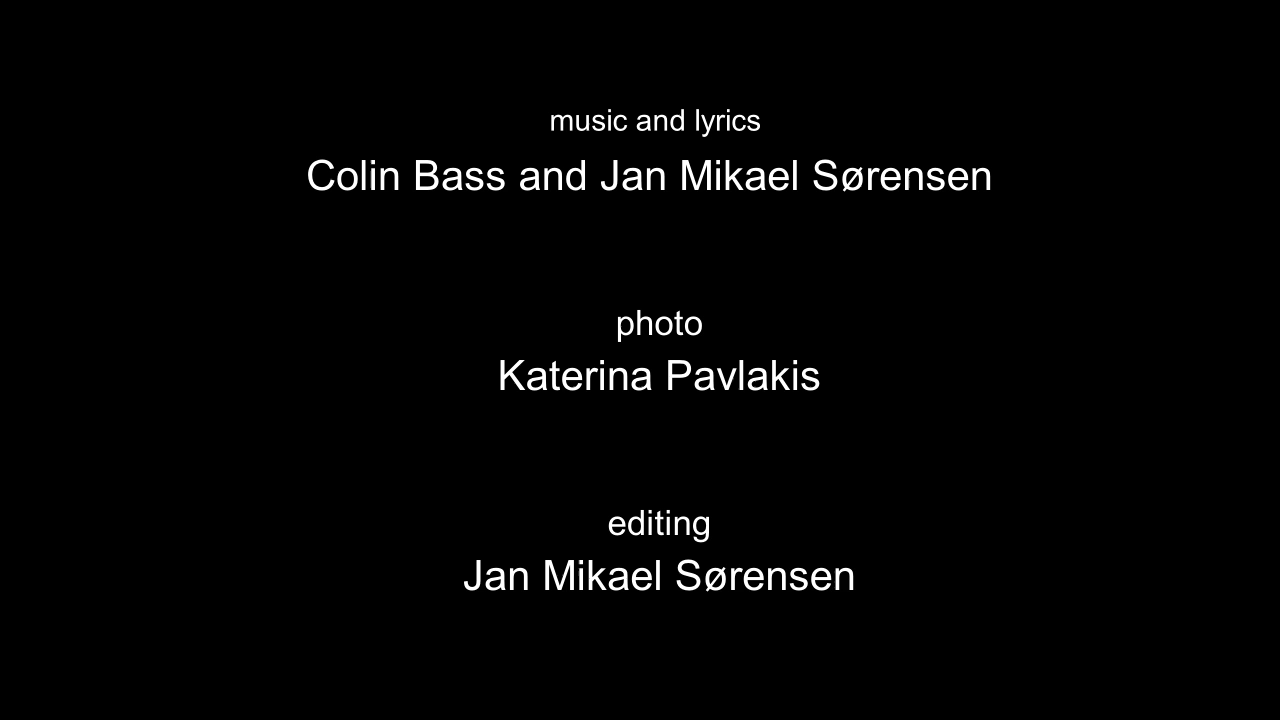 music and lyrics
Colin Bass and Jan Mikael Sørensen
photo
Katerina Pavlakis
editing
Jan Mikael Sørensen